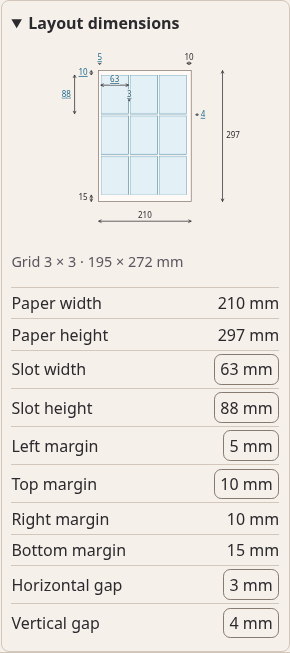 ▼ Layout dimensions
5
10
10
63
3
88
4
297
15
210
Grid 3 × 3 · 195 × 272 mm
Paper width 210 mm
Paper height 297 mm
Slot width 63 mm
Slot height 88 mm
Left margin 5 mm
Top margin 10 mm
Right margin 10 mm
Bottom margin 15 mm
Horizontal gap 3 mm
Vertical gap 4 mm